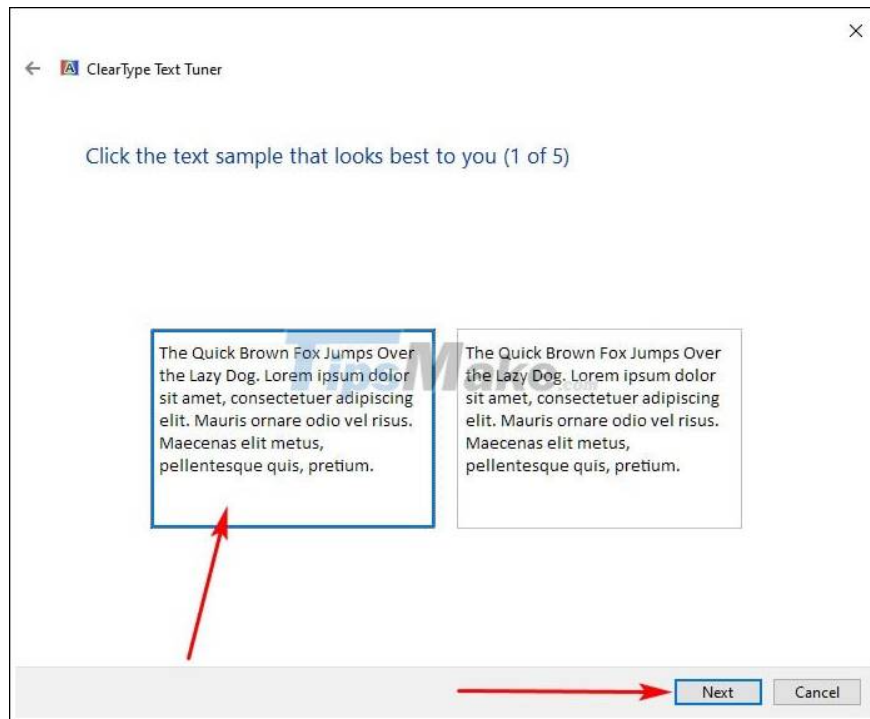 ClearType Text Tuner
Click the text sample that looks best to you (1 of 5)
The Quick Brown Fox Jumps Over
the Lazy Dog. Lorem ipsum dolor
sit amet, consectetuer adipiscing
elit. Mauris ornare odio vel risus.
Maecenas elit metus,
pellentesque quis, pretium.
The Quick Brown Fox Jumps Over
the Lazy Dog. Lorem ipsum dolor
sit amet, consectetuer adipiscing
elit. Mauris ornare odio vel risus.
Maecenas elit metus,
pellentesque quis, pretium.
TipsMake.com
Next
Cancel